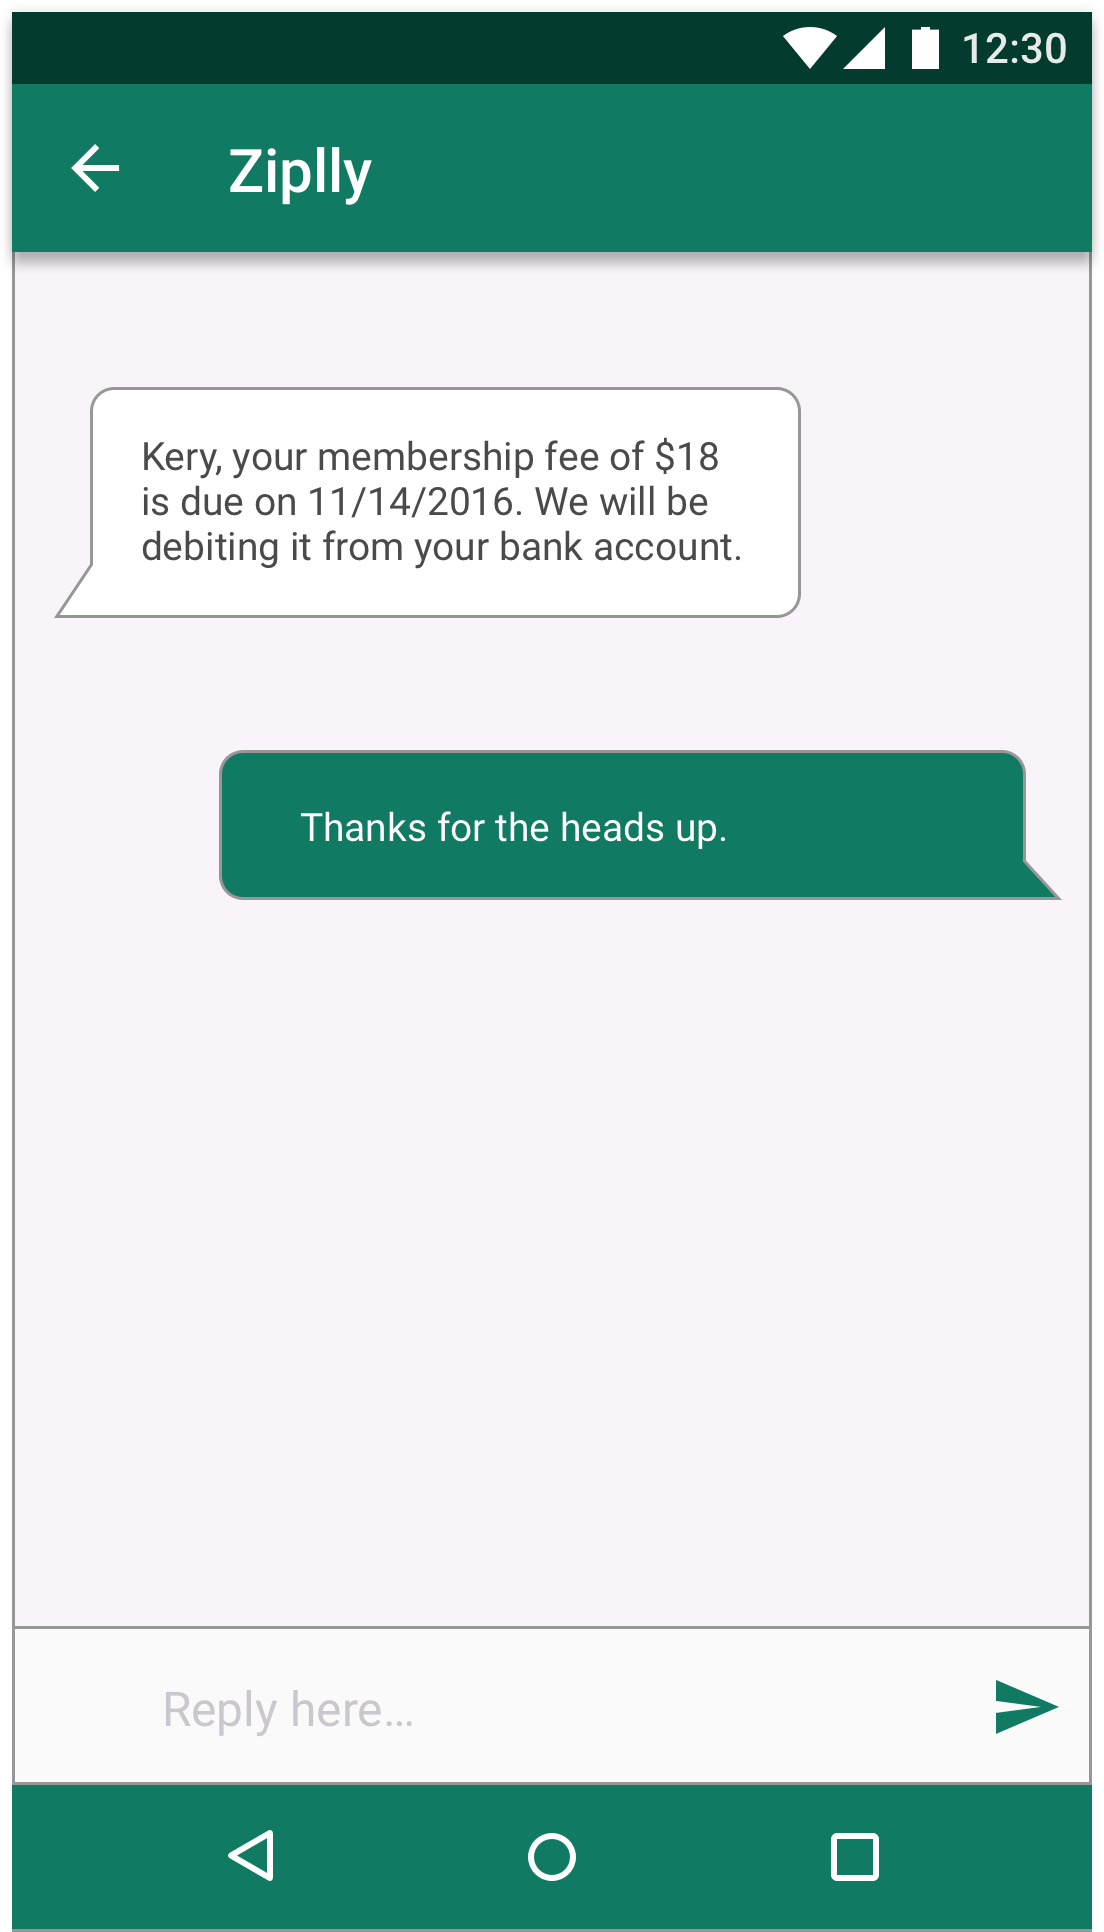 12:30
Ziplly
Kery, your membership fee of $18
is due on 11/14/2016. We will be
debiting it from your bank account.
Thanks for the heads up.
Reply here...